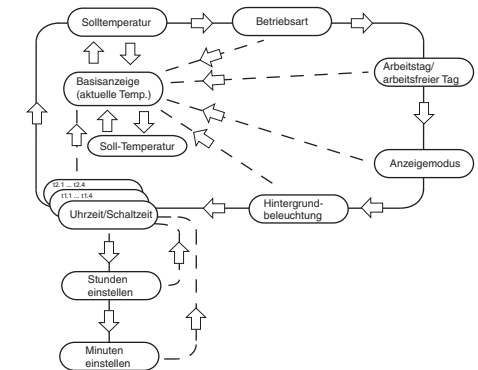 Solltemperatur
Betriebsart
Arbeitstag/
arbeitsfreier Tag
Basisanzeige
(aktuelle Temp.)
Soll-Temperatur
Anzeigemodus
t2.1 ... t2.4
t1.1 ... t1.4
Uhrzeit/Schaltzeit
Hintergrund-
beleuchtung
Stunden
einstellen
Minuten
einstellen